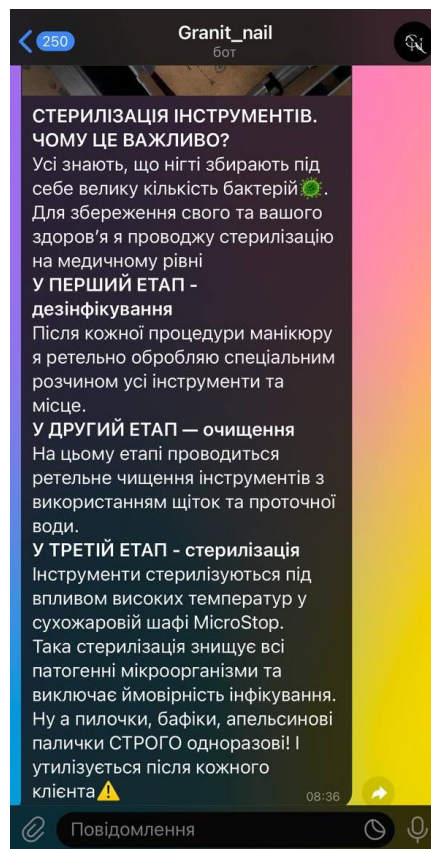 250
Granit_nail
бот
СТЕРИЛІЗАЦІЯ ІНСТРУМЕНТІВ.
ЧОМУ ЦЕ ВАЖЛИВО?
Усі знають, що нігті збирають під
себе велику кількість бактерій🦠.
Для збереження свого та вашого
здоров’я я проводжу стерилізацію
на медичному рівні
У ПЕРШИЙ ЕТАП -
дезінфікування
Після кожної процедури манікюру
я ретельно обробляю спеціальним
розчином усі інструменти та
місце.
У ДРУГИЙ ЕТАП — очищення
На цьому етапі проводиться
ретельне чищення інструментів з
використанням щіток та проточної
води.
У ТРЕТІЙ ЕТАП - стерилізація
Інструменти стерилізуються під
впливом високих температур у
сухожаровій шафі MicroStop.
Така стерилізація знищує всі
патогенні мікроорганізми та
виключає ймовірність інфікування.
Ну а пилочки, бафіки, апельсинові
палички СТРОГО одноразові! І
утилізується після кожного
клієнта⚠️
08:36
Повідомлення